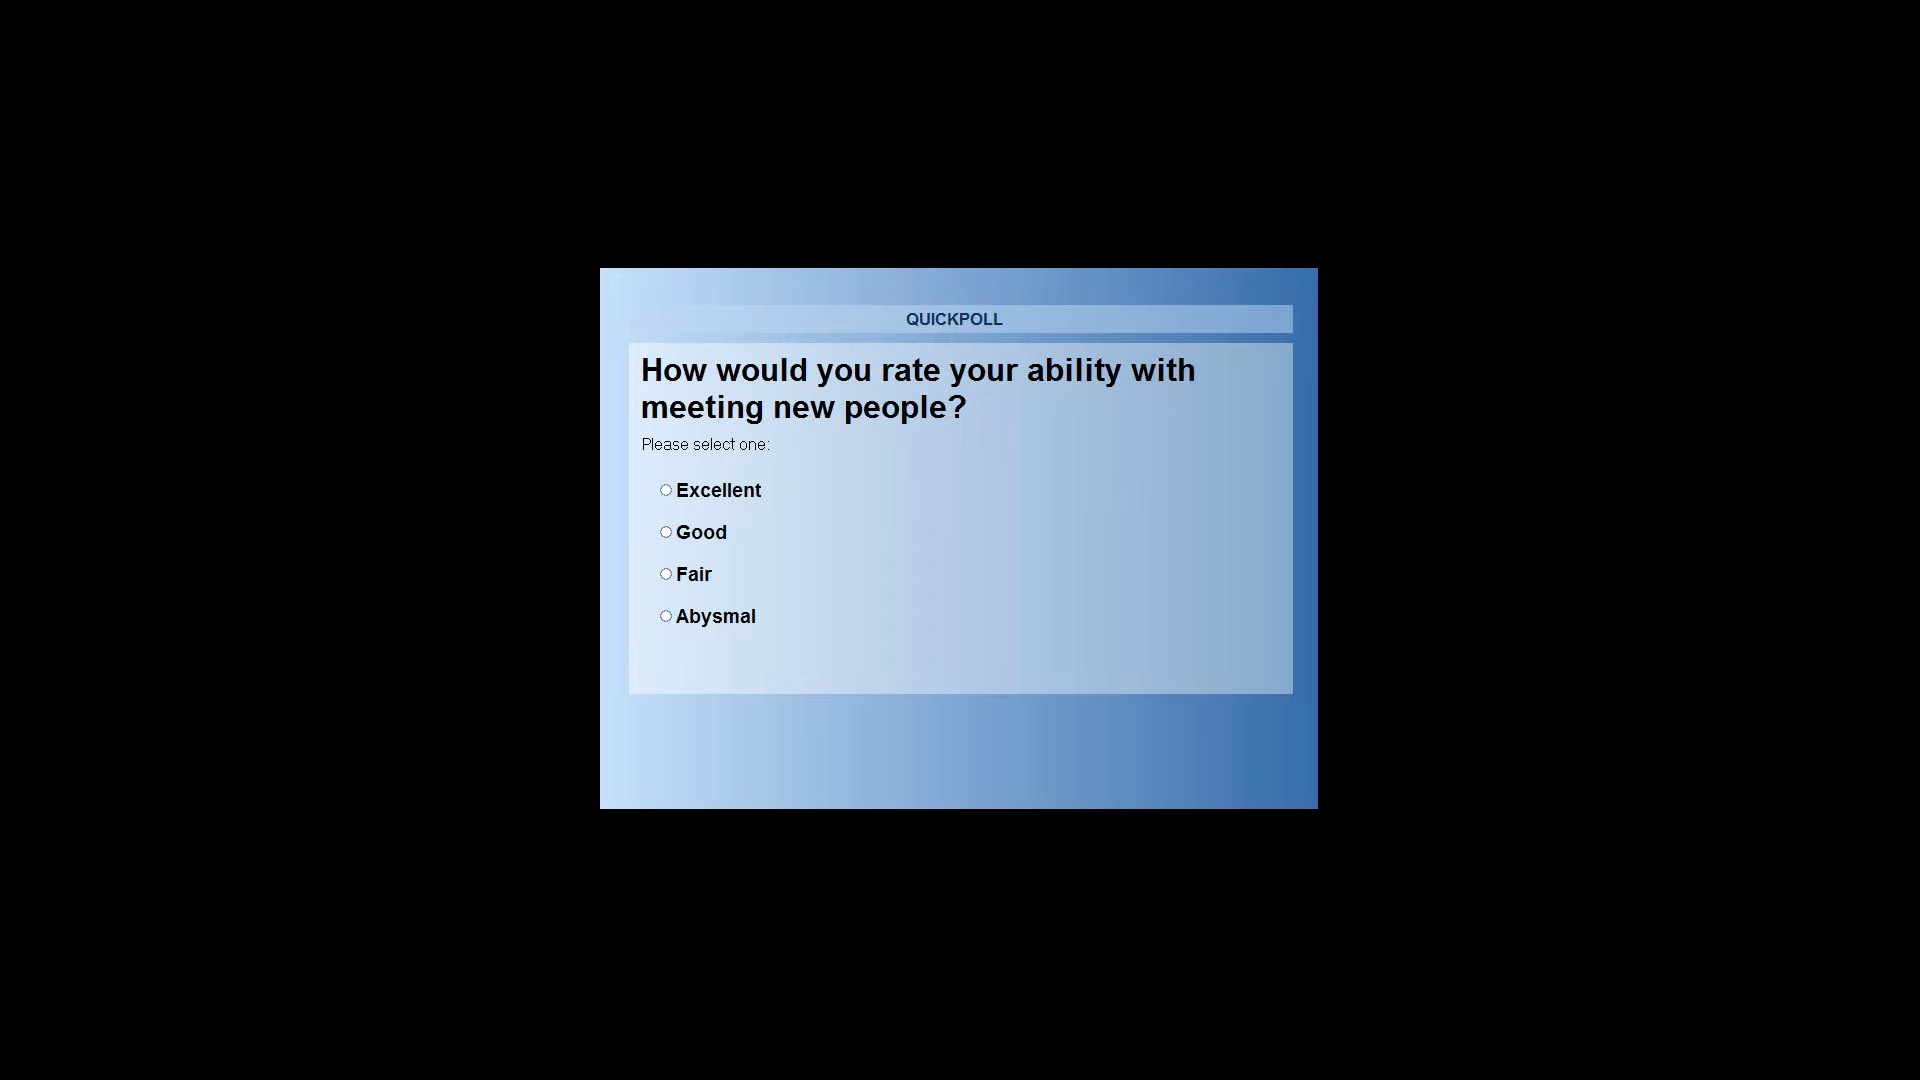 QUICKPOLL
How would you rate your ability with
meeting new people?
Please select one:
Excellent
Good
Fair
Abysmal